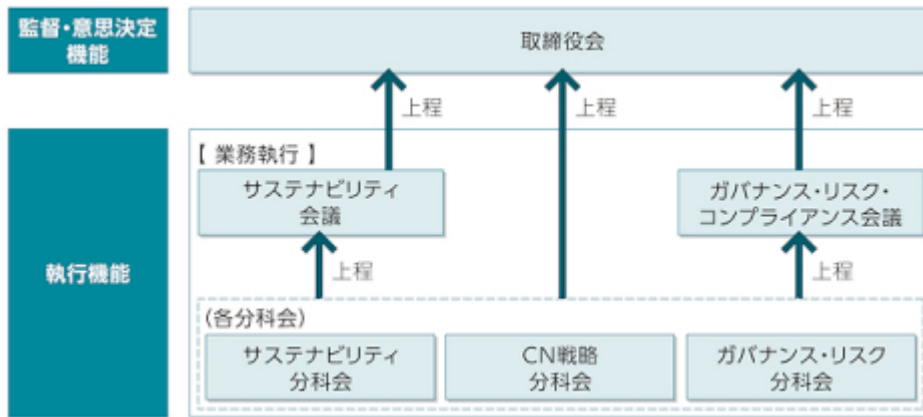 監督・意思決定
機能
取締役会
上程
上程
上程
執行機能
【 業務執行 】
サステナビリティ
会議
ガバナンス・リスク・
コンプライアンス会議
上程
上程
(各分科会)
サステナビリティ
分科会
CN戦略
分科会
ガバナンス・リスク
分科会